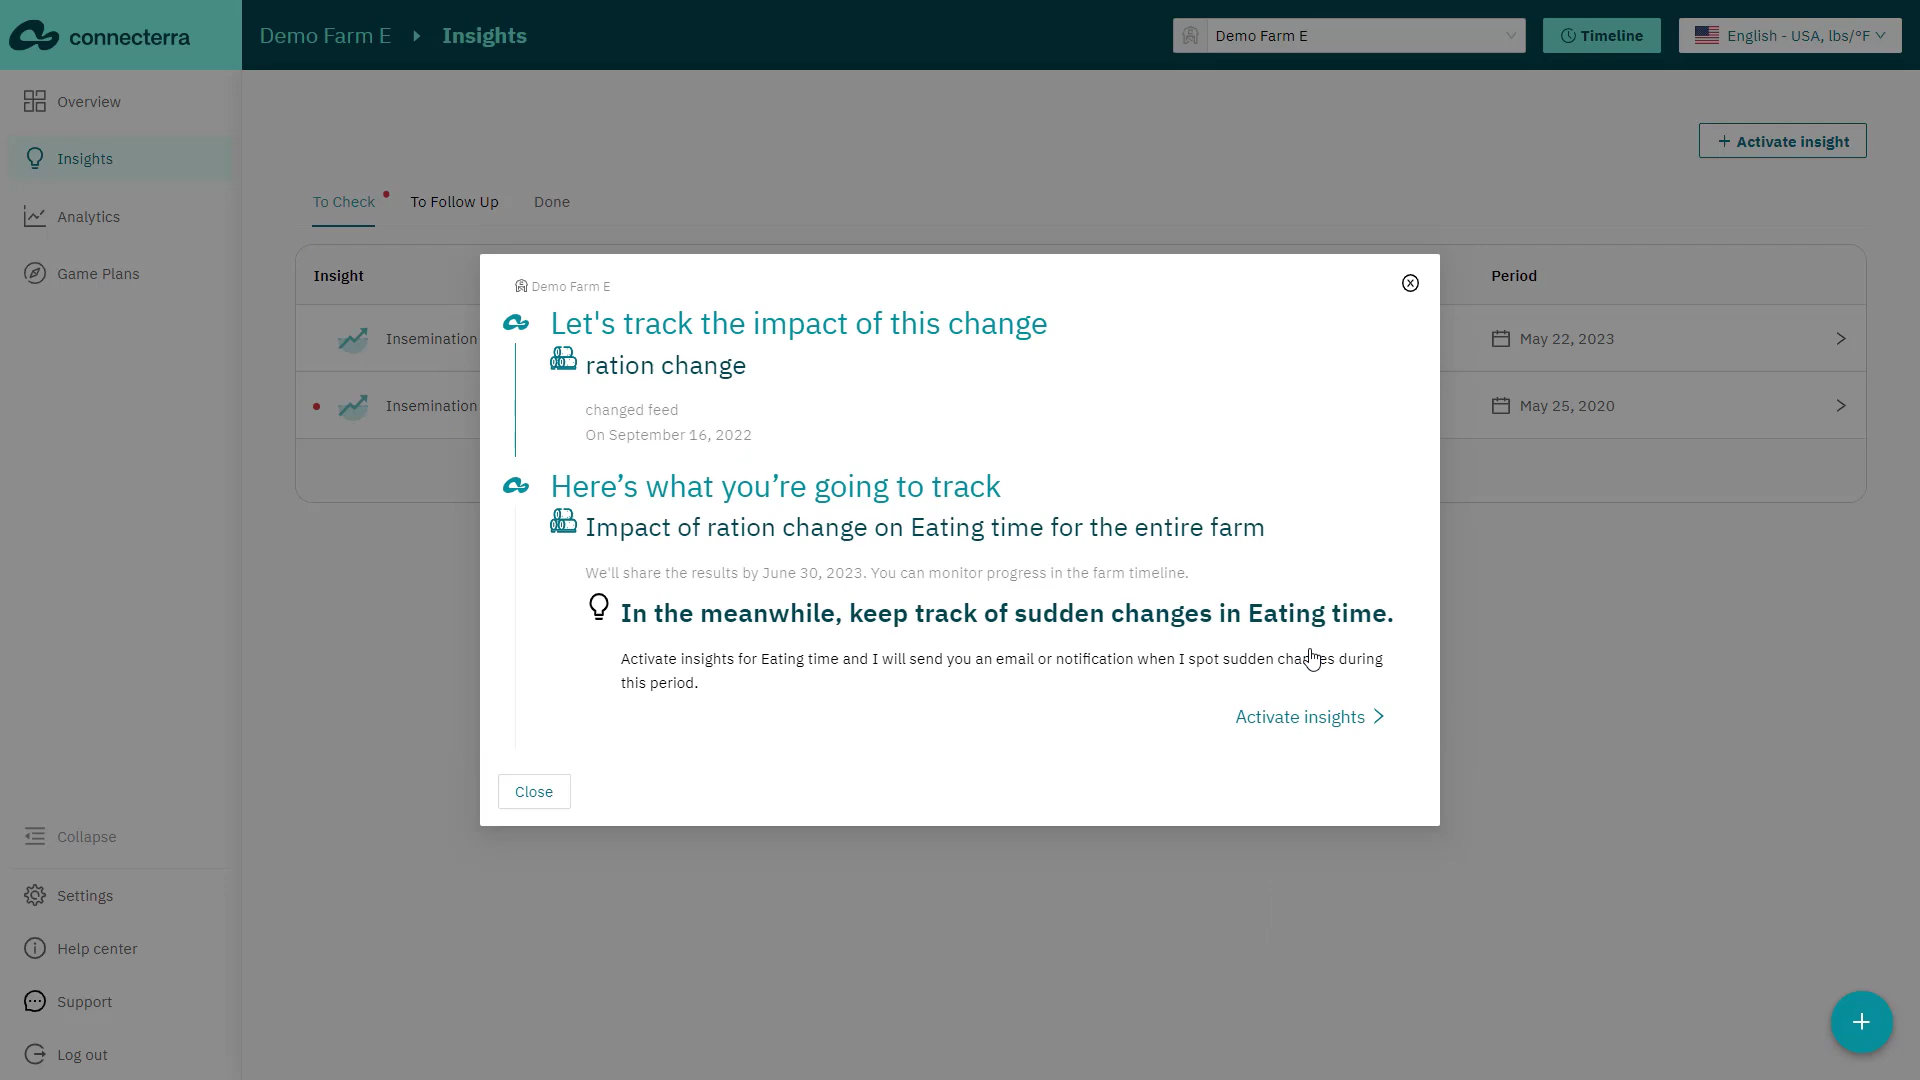 connecterra
Demo Farm E
Insights
Demo Farm E
Timeline
English - USA, lbs/°F
Overview
Insights
Analytics
Game Plans
Collapse
Settings
Help center
Support
Log out
+ Activate insight
To Check
To Follow Up
Done
Insight
Period
Insemination
May 22, 2023
Insemination
May 25, 2020
Demo Farm E
Let's track the impact of this change
ration change
changed feed
On September 16, 2022
Here’s what you’re going to track
Impact of ration change on Eating time for the entire farm
We'll share the results by June 30, 2023. You can monitor progress in the farm timeline.
In the meanwhile, keep track of sudden changes in Eating time.
Activate insights for Eating time and I will send you an email or notification when I spot sudden changes during
this period.
Activate insights
Close
+